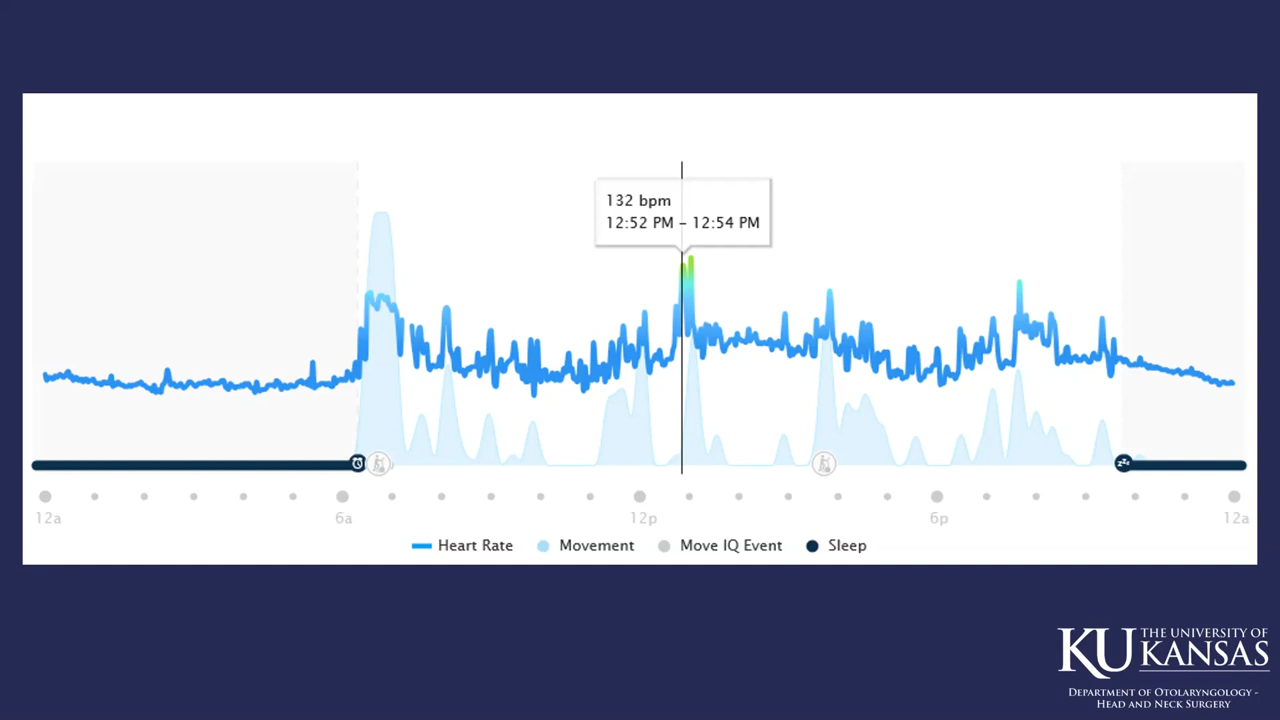 132 bpm
12:52 PM – 12:54 PM
zzz
12a 6a 12p 6p 12a
Heart Rate Movement Move IQ Event Sleep
KU THE UNIVERSITY OF KANSAS
DEPARTMENT OF OTOLARYNGOLOGY -
HEAD AND NECK SURGERY